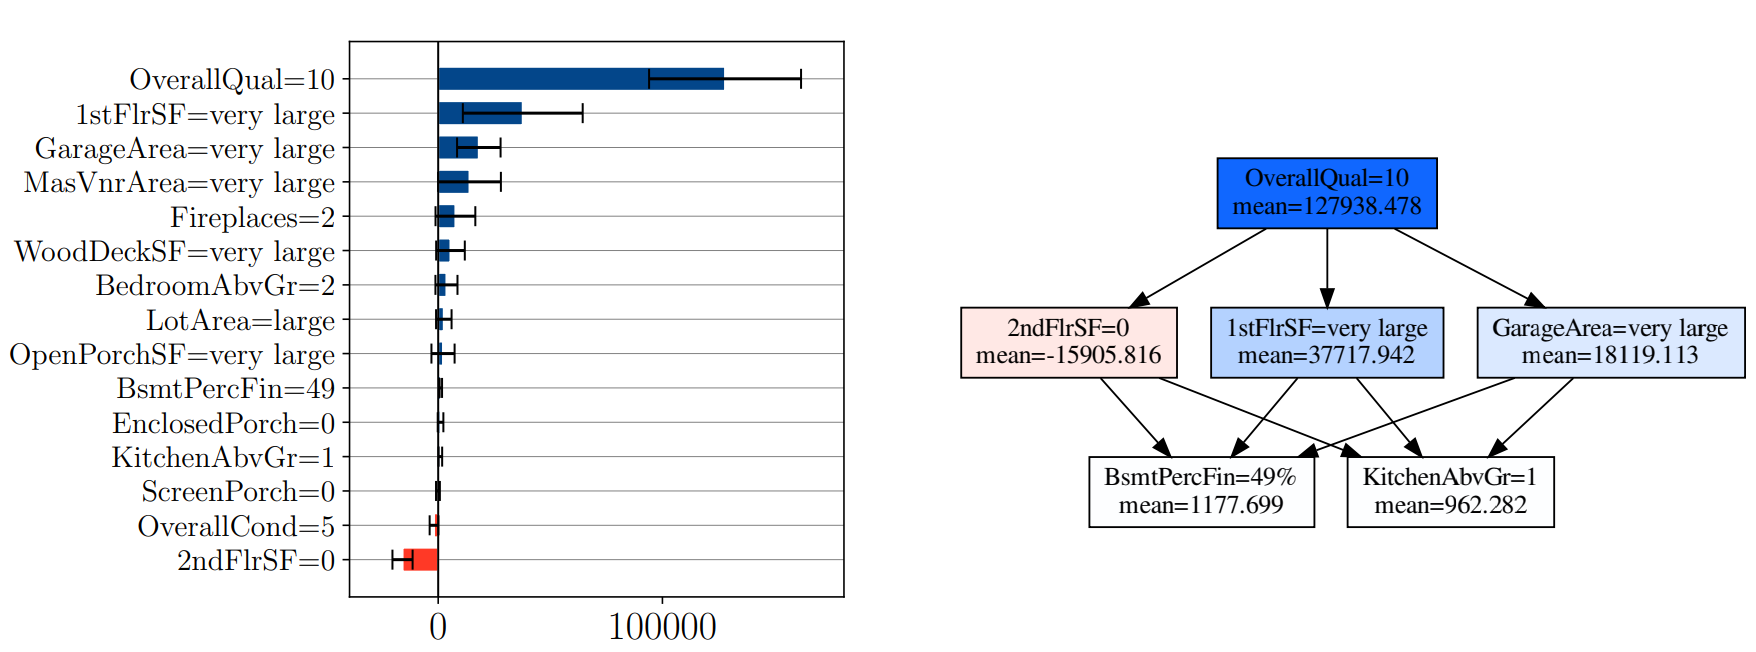 OverallQual=10
1stFlrSF=very large
GarageArea=very large
MasVnrArea=very large
Fireplaces=2
WoodDeckSF=very large
BedroomAbvGr=2
LotArea=large
OpenPorchSF=very large
BsmtPercFin=49
EnclosedPorch=0
KitchenAbvGr=1
ScreenPorch=0
OverallCond=5
2ndFlrSF=0
0
100000
OverallQual=10
mean=127938.478
2ndFlrSF=0
mean=-15905.816
1stFlrSF=very large
mean=37717.942
GarageArea=very large
mean=18119.113
BsmtPercFin=49%
mean=1177.699
KitchenAbvGr=1
mean=962.282